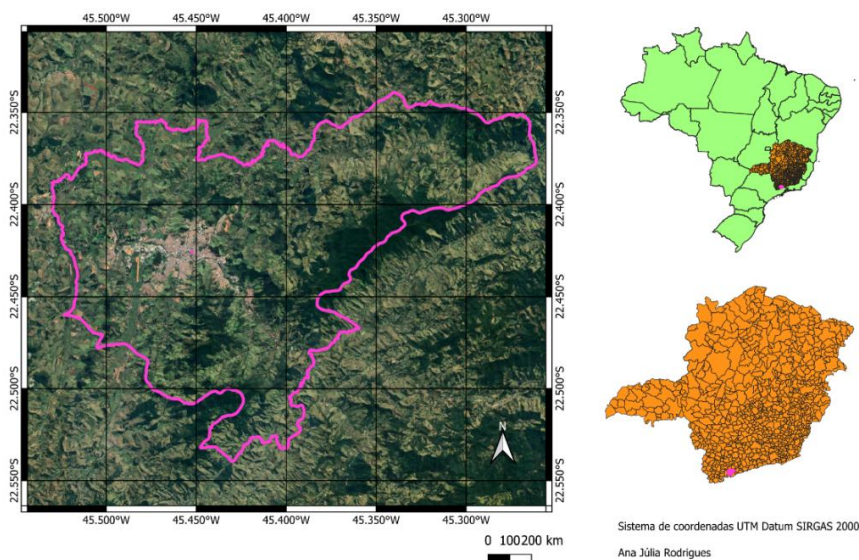 45.500°W 45.450°W 45.400°W 45.350°W 45.300°W
22.350°S 22.350°S
22.400°S 22.400°S
22.450°S 22.450°S
22.500°S 22.500°S
22.550°S 22.550°S
N
45.500°W 45.450°W 45.400°W 45.350°W 45.300°W
0 100200 km
Sistema de coordenadas UTM Datum SIRGAS 2000
Ana Júlia Rodrigues